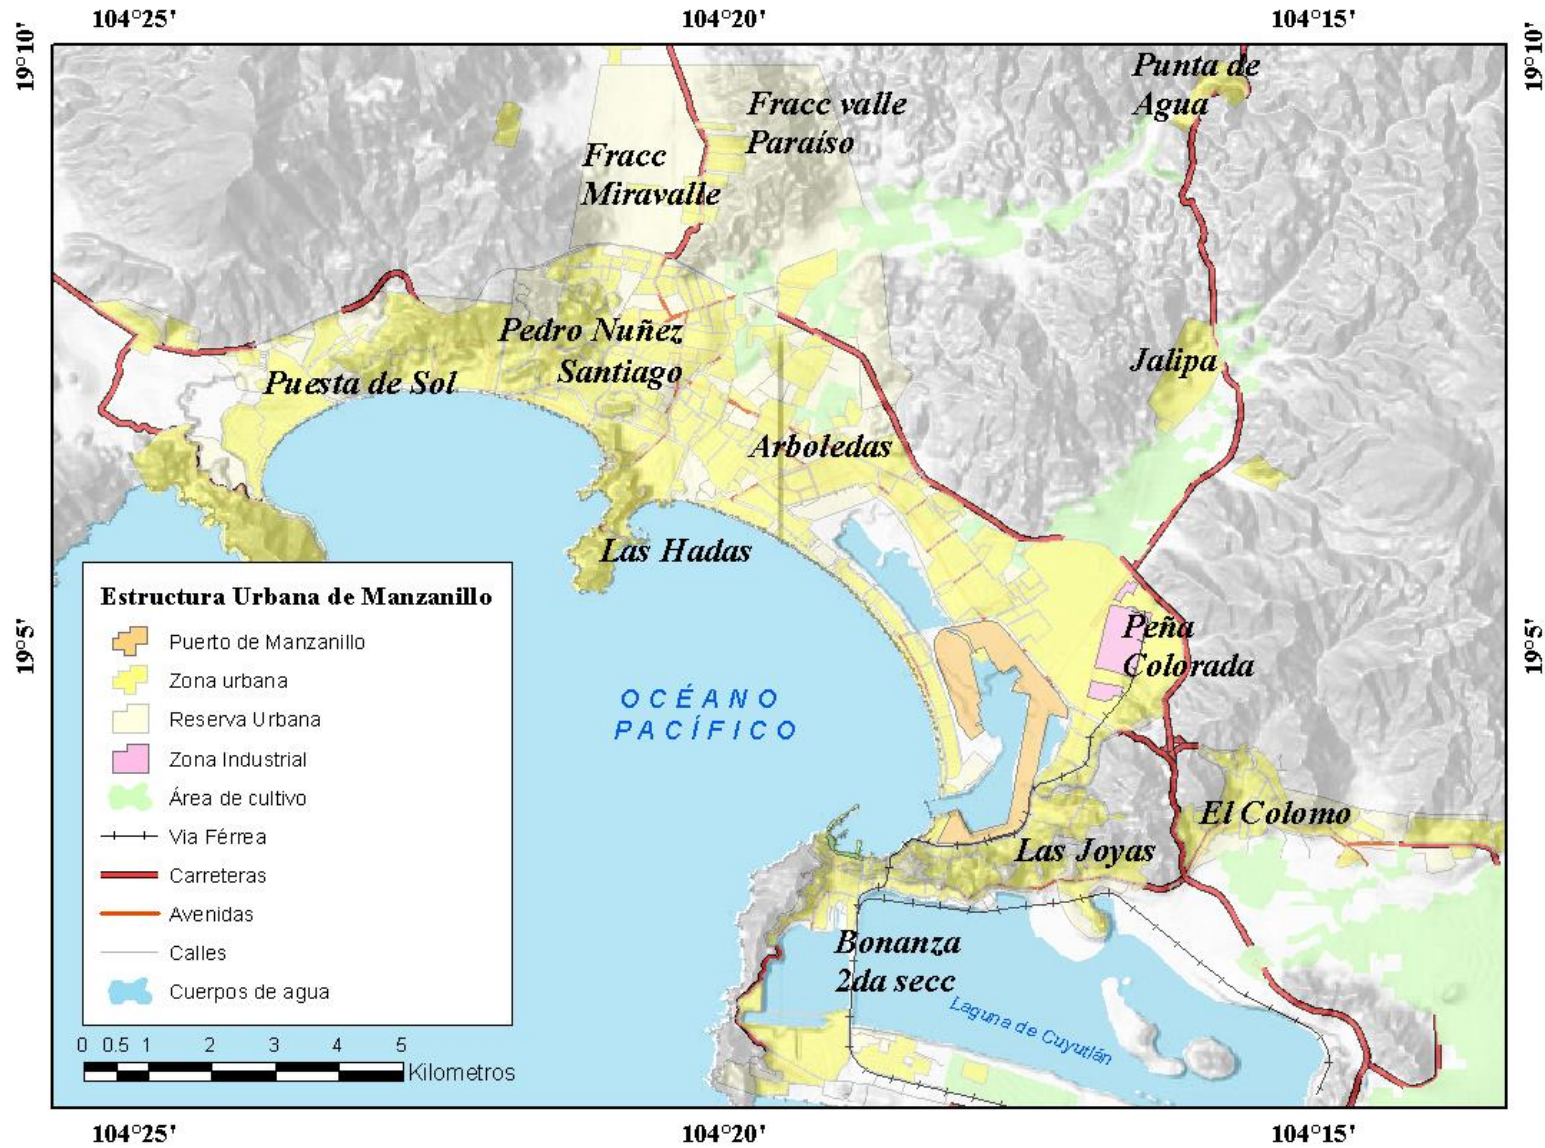 104°25'
104°20'
104°15'
19°10'
19°10'
Punta de
Agua
Fracc valle
Paraíso
Fracc
Miravalle
Pedro Nuñez
Santiago
Jalipa
Puesta de Sol
Arboledas
Las Hadas
Estructura Urbana de Manzanillo
Puerto de Manzanillo
Zona urbana
Reserva Urbana
Zona Industrial
Área de cultivo
Via Férrea
Carreteras
Avenidas
Calles
Cuerpos de agua
19°5'
19°5'
Peña
Colorada
OCÉANO
PACÍFICO
El Colomo
Las Joyas
Bonanza
2da secc
Laguna de Cuyutlán
0 0.5 1 2 3 4 5
Kilometros
104°25'
104°20'
104°15'